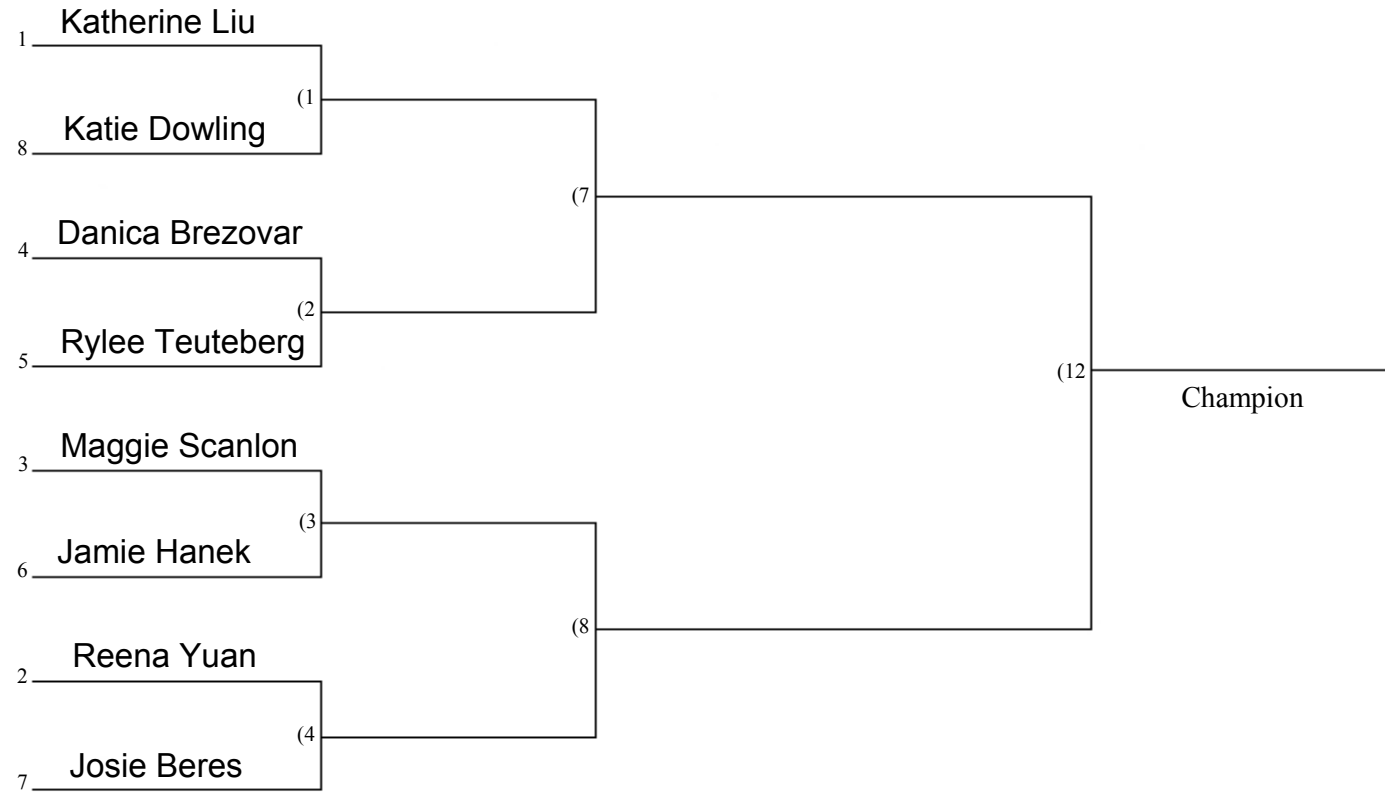 Katherine Liu
1
(1
Katie Dowling
8
(7
Danica Brezovar
4
(2
Rylee Teuteberg
5
(12
Champion
Maggie Scanlon
3
(3
Jamie Hanek
6
(8
Reena Yuan
2
(4
Josie Beres
7